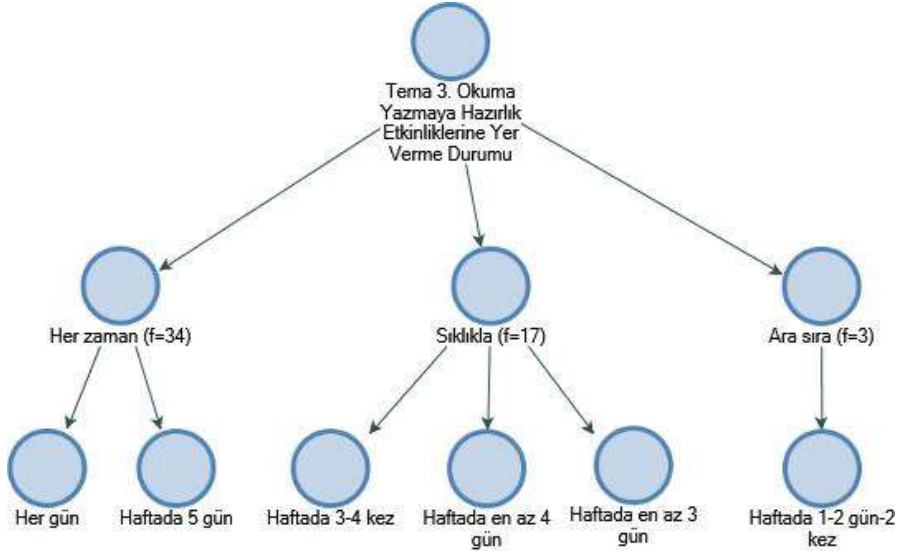 Tema 3. Okuma
Yazmaya Hazırlık
Etkinliklerine Yer
Verme Durumu
Her zaman (f=34)
Sıklıkla (f=17)
Ara sıra (f=3)
Her gün
Haftada 5 gün
Haftada 3-4 kez
Haftada en az 4
gün
Haftada en az 3
gün
Haftada 1-2 gün-2
kez